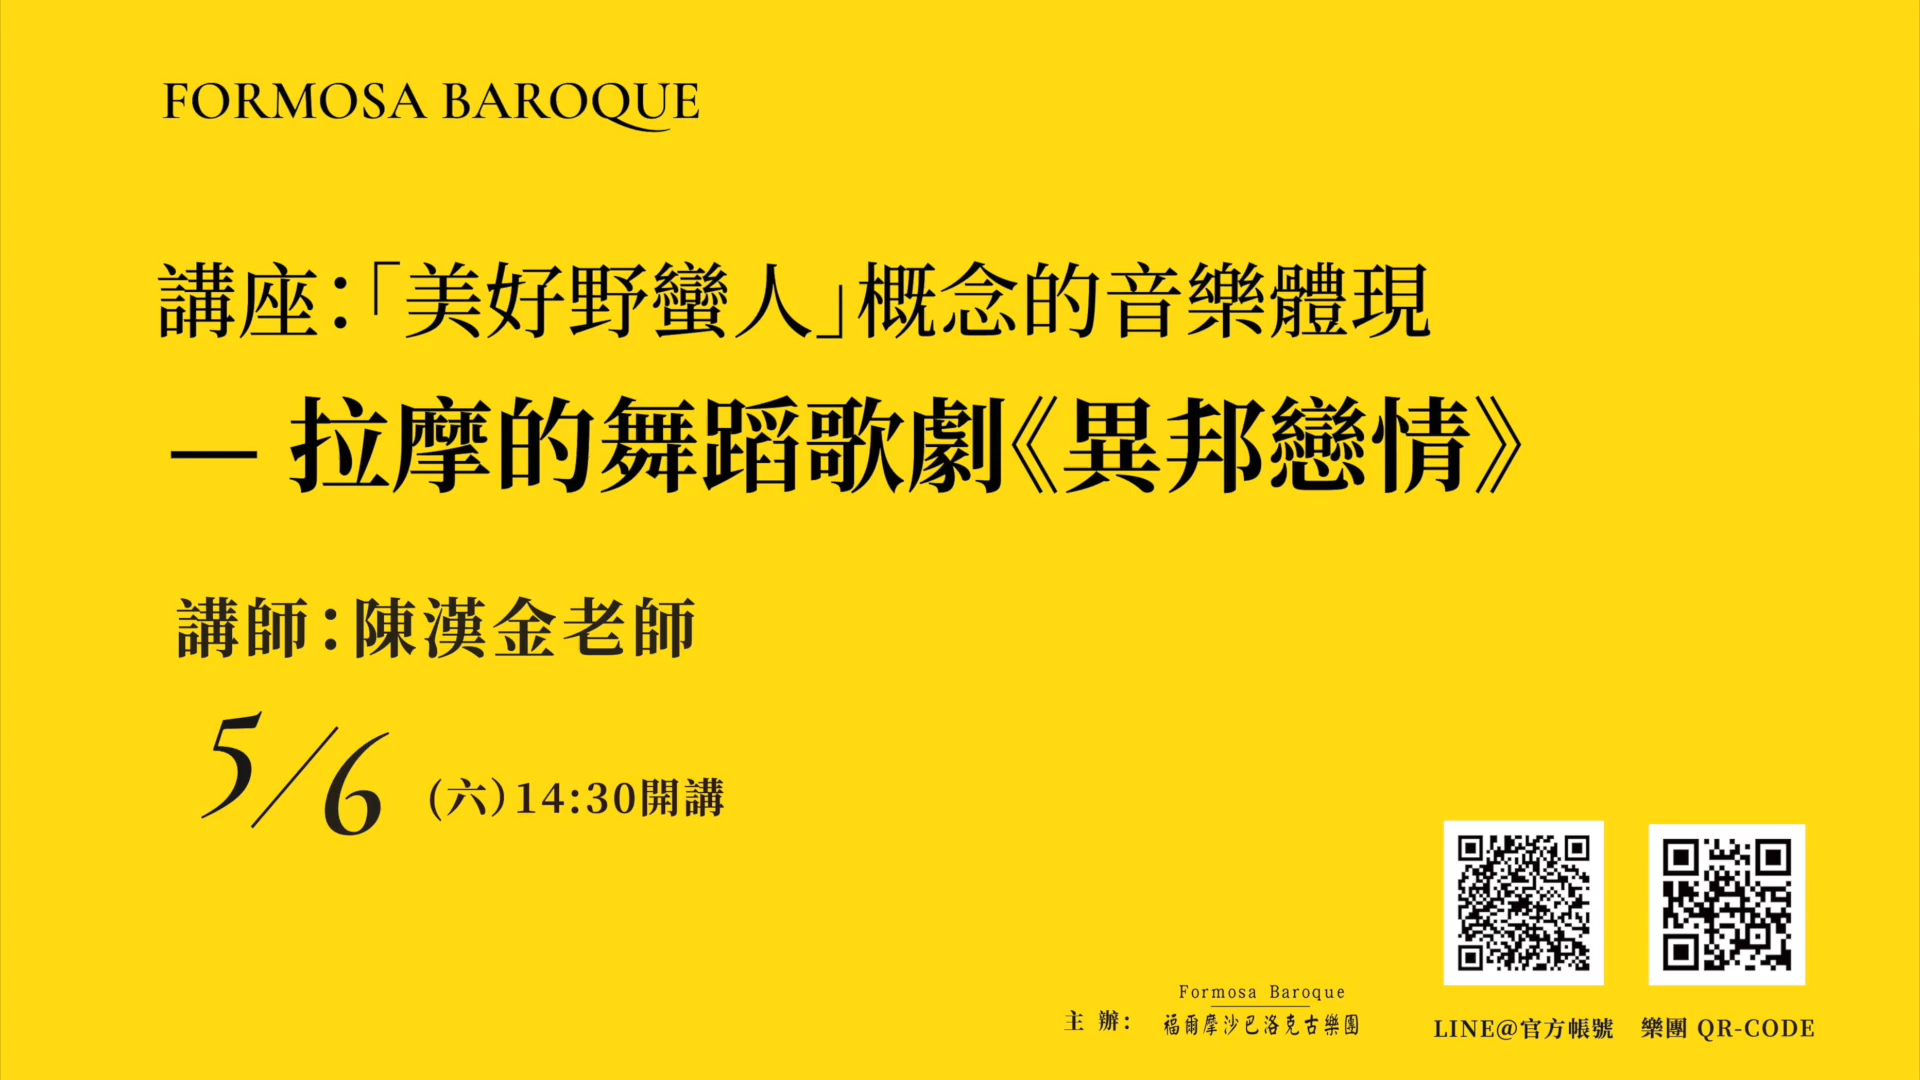 FORMOSA BAROQUE
講座：「美好野蠻人」概念的音樂體現
— 拉摩的舞蹈歌劇《異邦戀情》
講師：陳漢金老師
5/6 (六) 14:30開講
Formosa Baroque
主 辦： 福爾摩沙巴洛克古樂團
LINE@官方帳號 樂團 QR-CODE